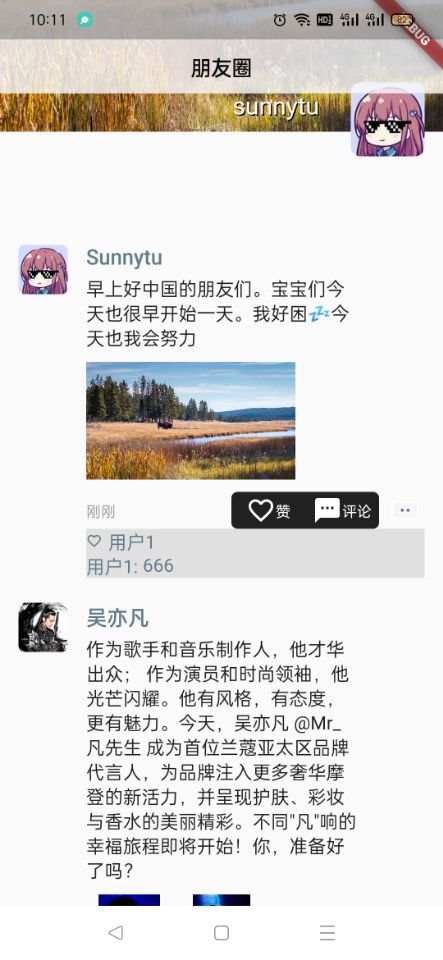 10:11
HD
4G
4G
82
BUG
朋友圈
sunnytu
Sunnytu
早上好中国的朋友们。宝宝们今
天也很早开始一天。我好困💤今
天也我会努力
刚刚
赞
评论
用户1
用户1: 666
吴亦凡
作为歌手和音乐制作人，他才华
出众； 作为演员和时尚领袖，他
光芒闪耀。他有风格，有态度，
更有魅力。今天，吴亦凡 @Mr_
凡先生 成为首位兰蔻亚太区品牌
代言人，为品牌注入更多奢华摩
登的新活力，并呈现护肤、彩妆
与香水的美丽精彩。不同"凡"响的
幸福旅程即将开始！你，准备好
了吗？